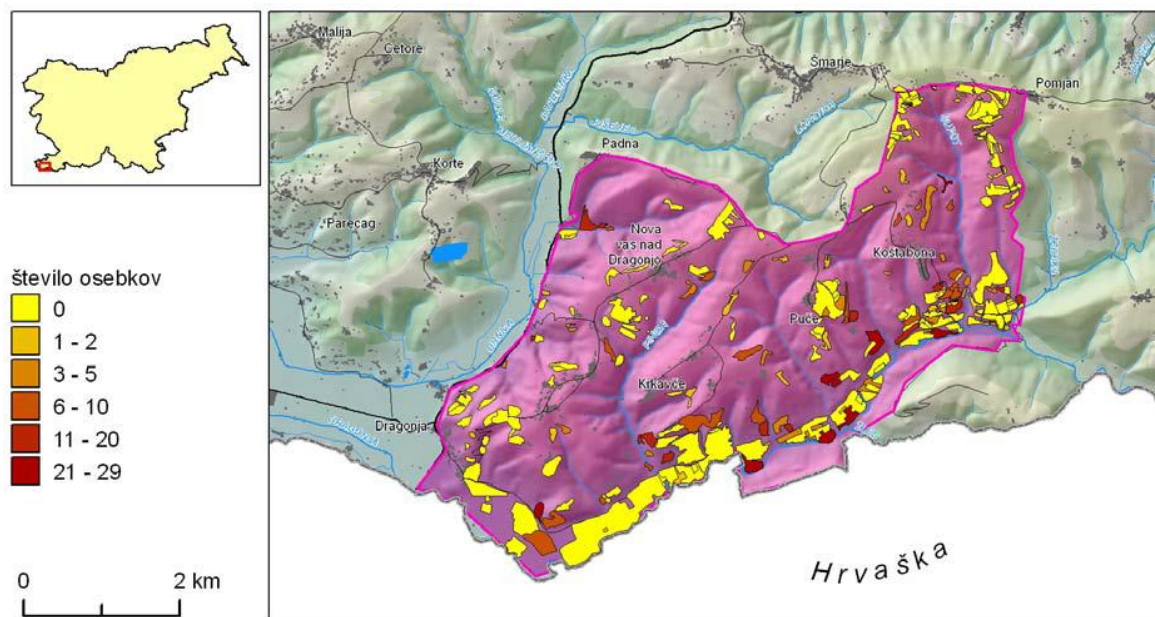 Malija
Cetore
Šmarje
Pomjan
Padna
Korte
Parecag
Nova
vas nad
Dragonjo
Koštabona
Puče
Krkavče
Dragonja
DRAGONJA
Hrvaška
število osebkov
0
1 - 2
3 - 5
6 - 10
11 - 20
21 - 29
0 2 km